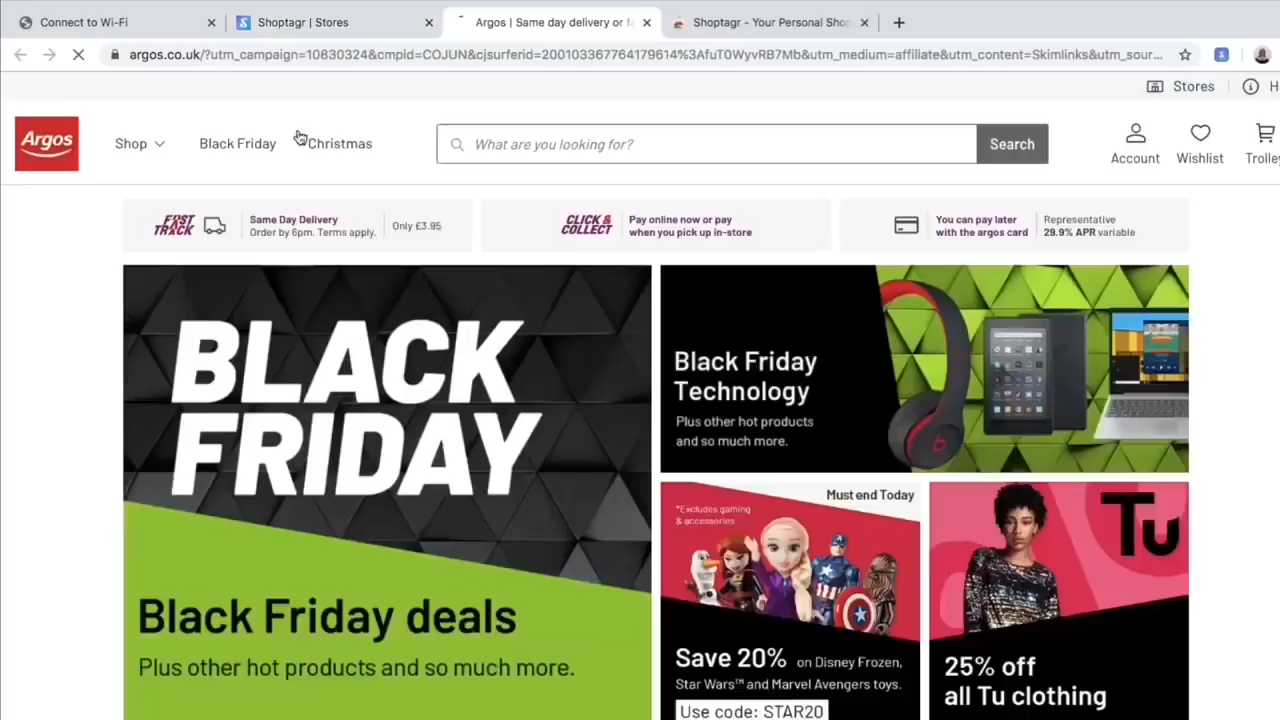 Connect to Wi-Fi
Shoptagr | Stores
Argos | Same day delivery or fa
Shoptagr - Your Personal Shop
argos.co.uk/?utm_campaign=10830324&cmpid=COJUN&cjsurferid=200103367764179614%3AfuT0WyvRB7Mb&utm_medium=affiliate&utm_content=Skimlinks&utm_sour...
Stores
H
Argos
Shop
Black Friday
Christmas
What are you looking for?
Search
Account
Wishlist
Trolley
FAST
TRACK
Same Day Delivery
Order by 6pm. Terms apply.
Only £3.95
CLICK &
COLLECT
Pay online now or pay
when you pick up in-store
You can pay later
with the argos card
Representative
29.9% APR variable
BLACK
FRIDAY
Black Friday deals
Plus other hot products and so much more.
Black Friday
Technology
Plus other hot products
and so much more.
Must end Today
*Excludes gaming
& accessories
Save 20% on Disney Frozen,
Star Wars™ and Marvel Avengers toys.
Use code: STAR20
Tu
25% off
all Tu clothing